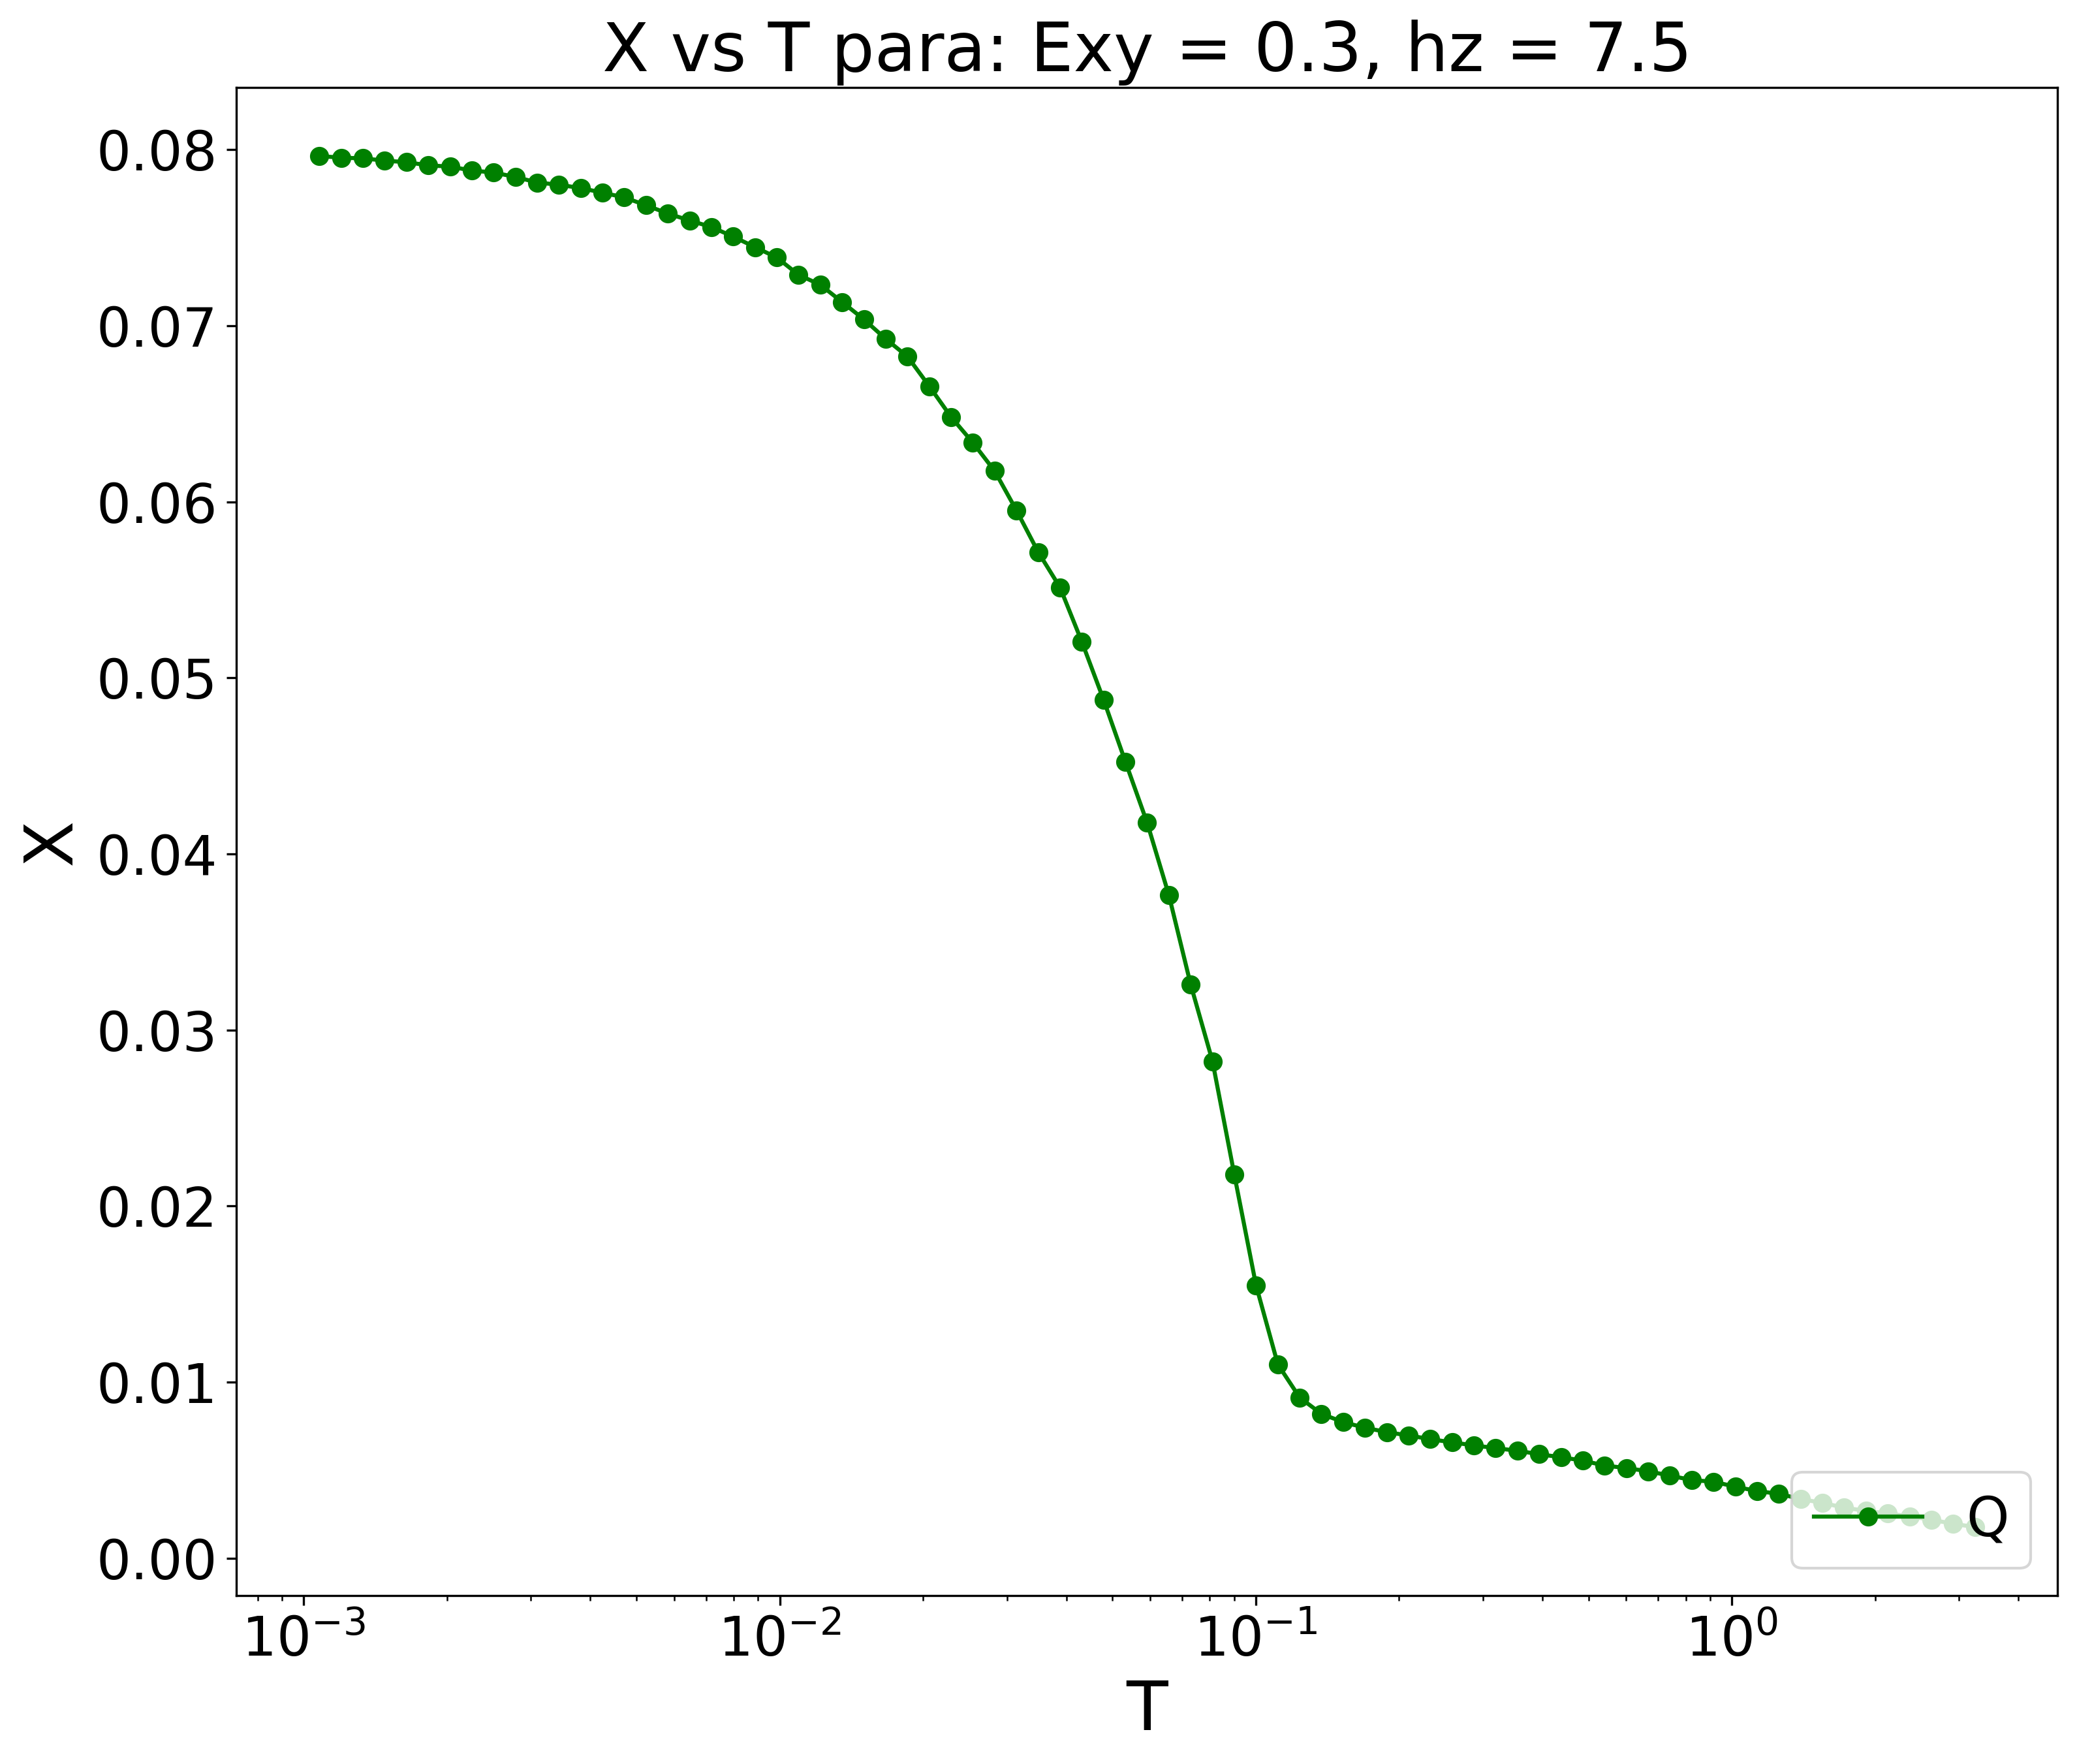 X vs T para: Exy = 0.3, hz = 7.5
0.08
0.07
0.06
0.05
0.04
0.03
0.02
0.01
0.00
X
Q
10⁻³ 10⁻² 10⁻¹ 10⁰
T